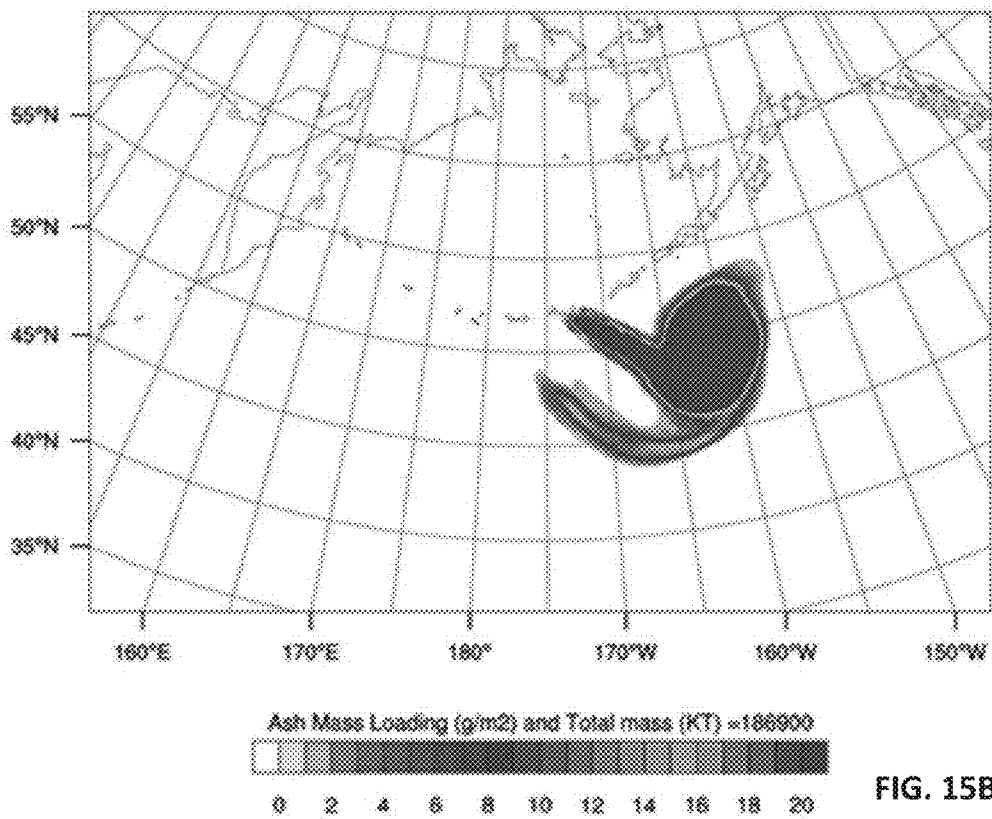 55°N
50°N
45°N
40°N
35°N
160°E 170°E 180° 170°W 160°W 150°W
Ash Mass Loading (g/m2) and Total mass (KT) =186900
0 2 4 6 8 10 12 14 16 18 20
FIG. 15B